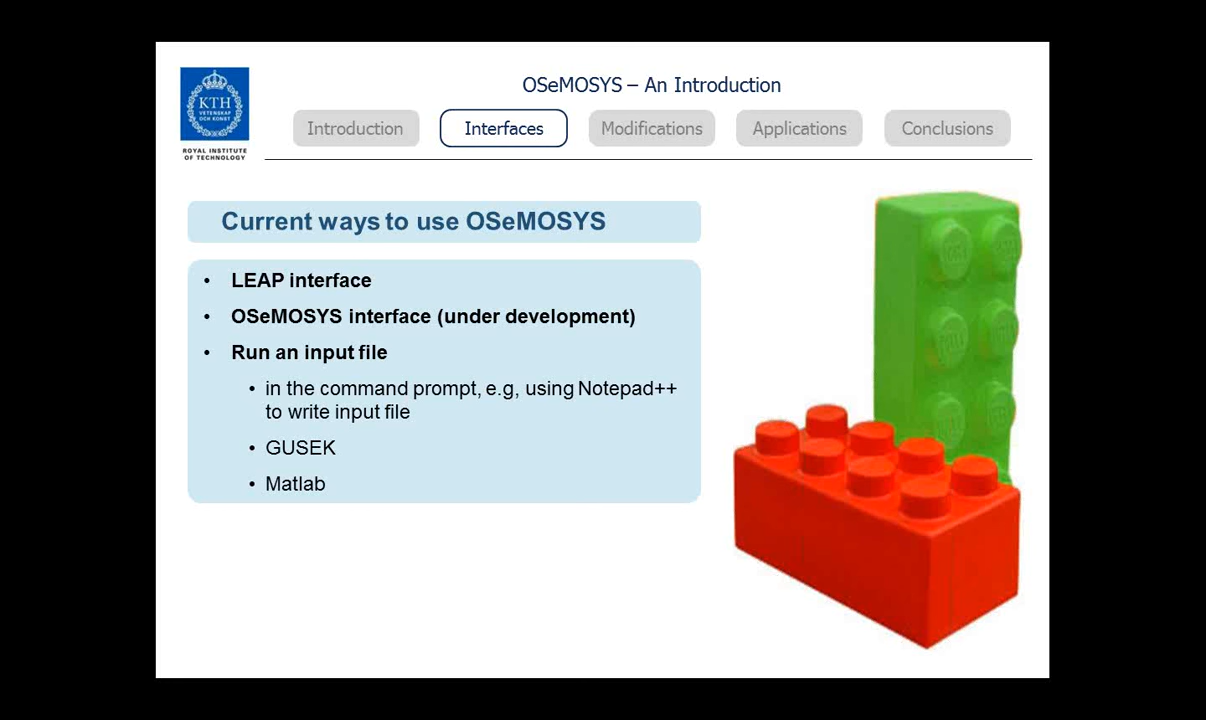 OSeMOSYS – An Introduction
KTH
VETENSKAP
OCH KONST
ROYAL INSTITUTE
OF TECHNOLOGY
Introduction
Interfaces
Modifications
Applications
Conclusions
Current ways to use OSeMOSYS
• LEAP interface
• OSeMOSYS interface (under development)
• Run an input file
• in the command prompt, e.g, using Notepad++
to write input file
• GUSEK
• Matlab